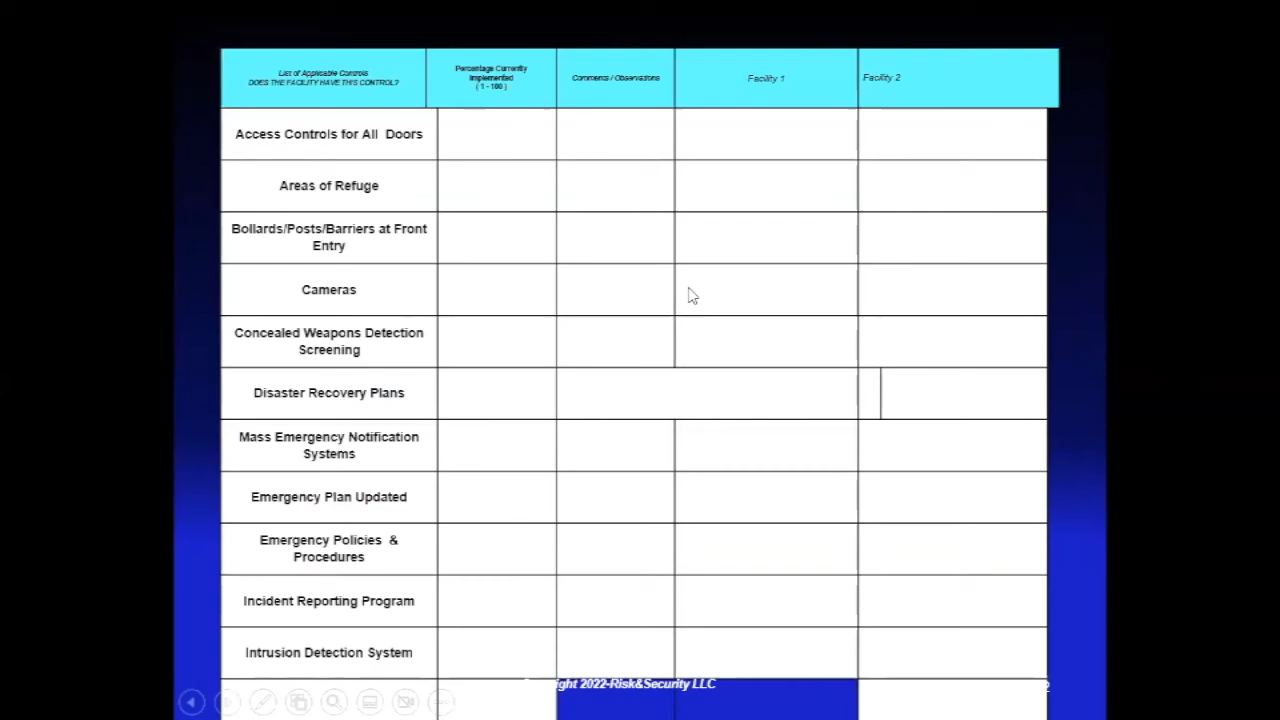 List of Applicable Controls
DOES THE FACILITY HAVE THIS CONTROL?
Percentage Currently
Implemented
( 1 - 100 )
Comments / Observations
Facility 1
Facility 2
Access Controls for All Doors
Areas of Refuge
Bollards/Posts/Barriers at Front
Entry
Cameras
Concealed Weapons Detection
Screening
Disaster Recovery Plans
Mass Emergency Notification
Systems
Emergency Plan Updated
Emergency Policies &
Procedures
Incident Reporting Program
Intrusion Detection System
2022-Risk&Security LLC